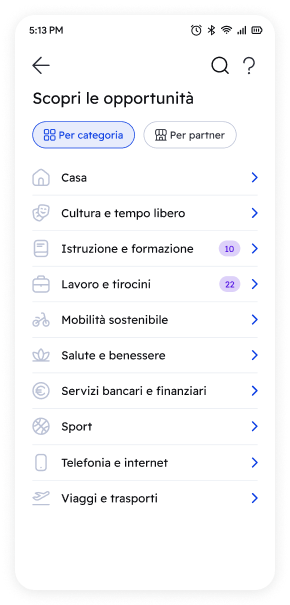 5:13 PM
Scopri le opportunità
Per categoria
Per partner
Casa
Cultura e tempo libero
Istruzione e formazione 10
Lavoro e tirocini 22
Mobilità sostenibile
Salute e benessere
Servizi bancari e finanziari
Sport
Telefonia e internet
Viaggi e trasporti